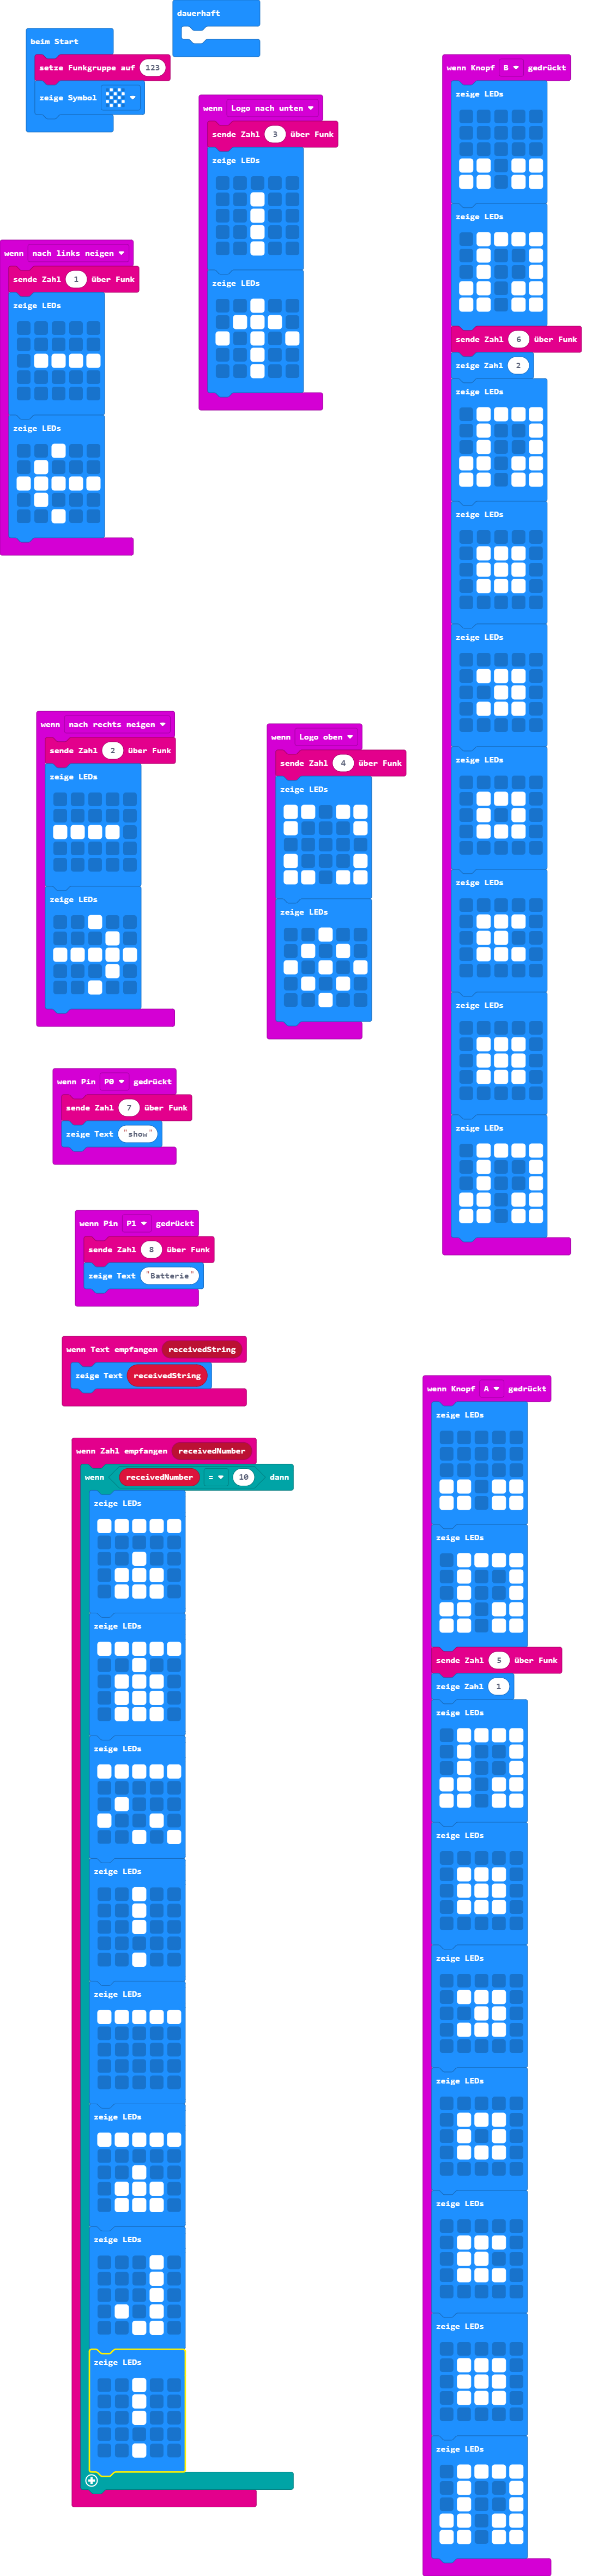 dauerhaft
beim Start
setze Funkgruppe auf 123
zeige Symbol
wenn Knopf B gedrückt
zeige LEDs
zeige LEDs
sende Zahl 6 über Funk
zeige Zahl 2
zeige LEDs
zeige LEDs
zeige LEDs
zeige LEDs
zeige LEDs
zeige LEDs
zeige LEDs
wenn Logo nach unten
sende Zahl 3 über Funk
zeige LEDs
zeige LEDs
wenn nach links neigen
sende Zahl 1 über Funk
zeige LEDs
zeige LEDs
wenn nach rechts neigen
sende Zahl 2 über Funk
zeige LEDs
zeige LEDs
wenn Logo oben
sende Zahl 4 über Funk
zeige LEDs
zeige LEDs
wenn Pin P0 gedrückt
sende Zahl 7 über Funk
zeige Text "show"
wenn Pin P1 gedrückt
sende Zahl 8 über Funk
zeige Text "Batterie"
wenn Text empfangen receivedString
zeige Text receivedString
wenn Zahl empfangen receivedNumber
wenn receivedNumber = 10 dann
zeige LEDs
zeige LEDs
zeige LEDs
zeige LEDs
zeige LEDs
zeige LEDs
zeige LEDs
zeige LEDs
wenn Knopf A gedrückt
zeige LEDs
zeige LEDs
sende Zahl 5 über Funk
zeige Zahl 1
zeige LEDs
zeige LEDs
zeige LEDs
zeige LEDs
zeige LEDs
zeige LEDs
zeige LEDs